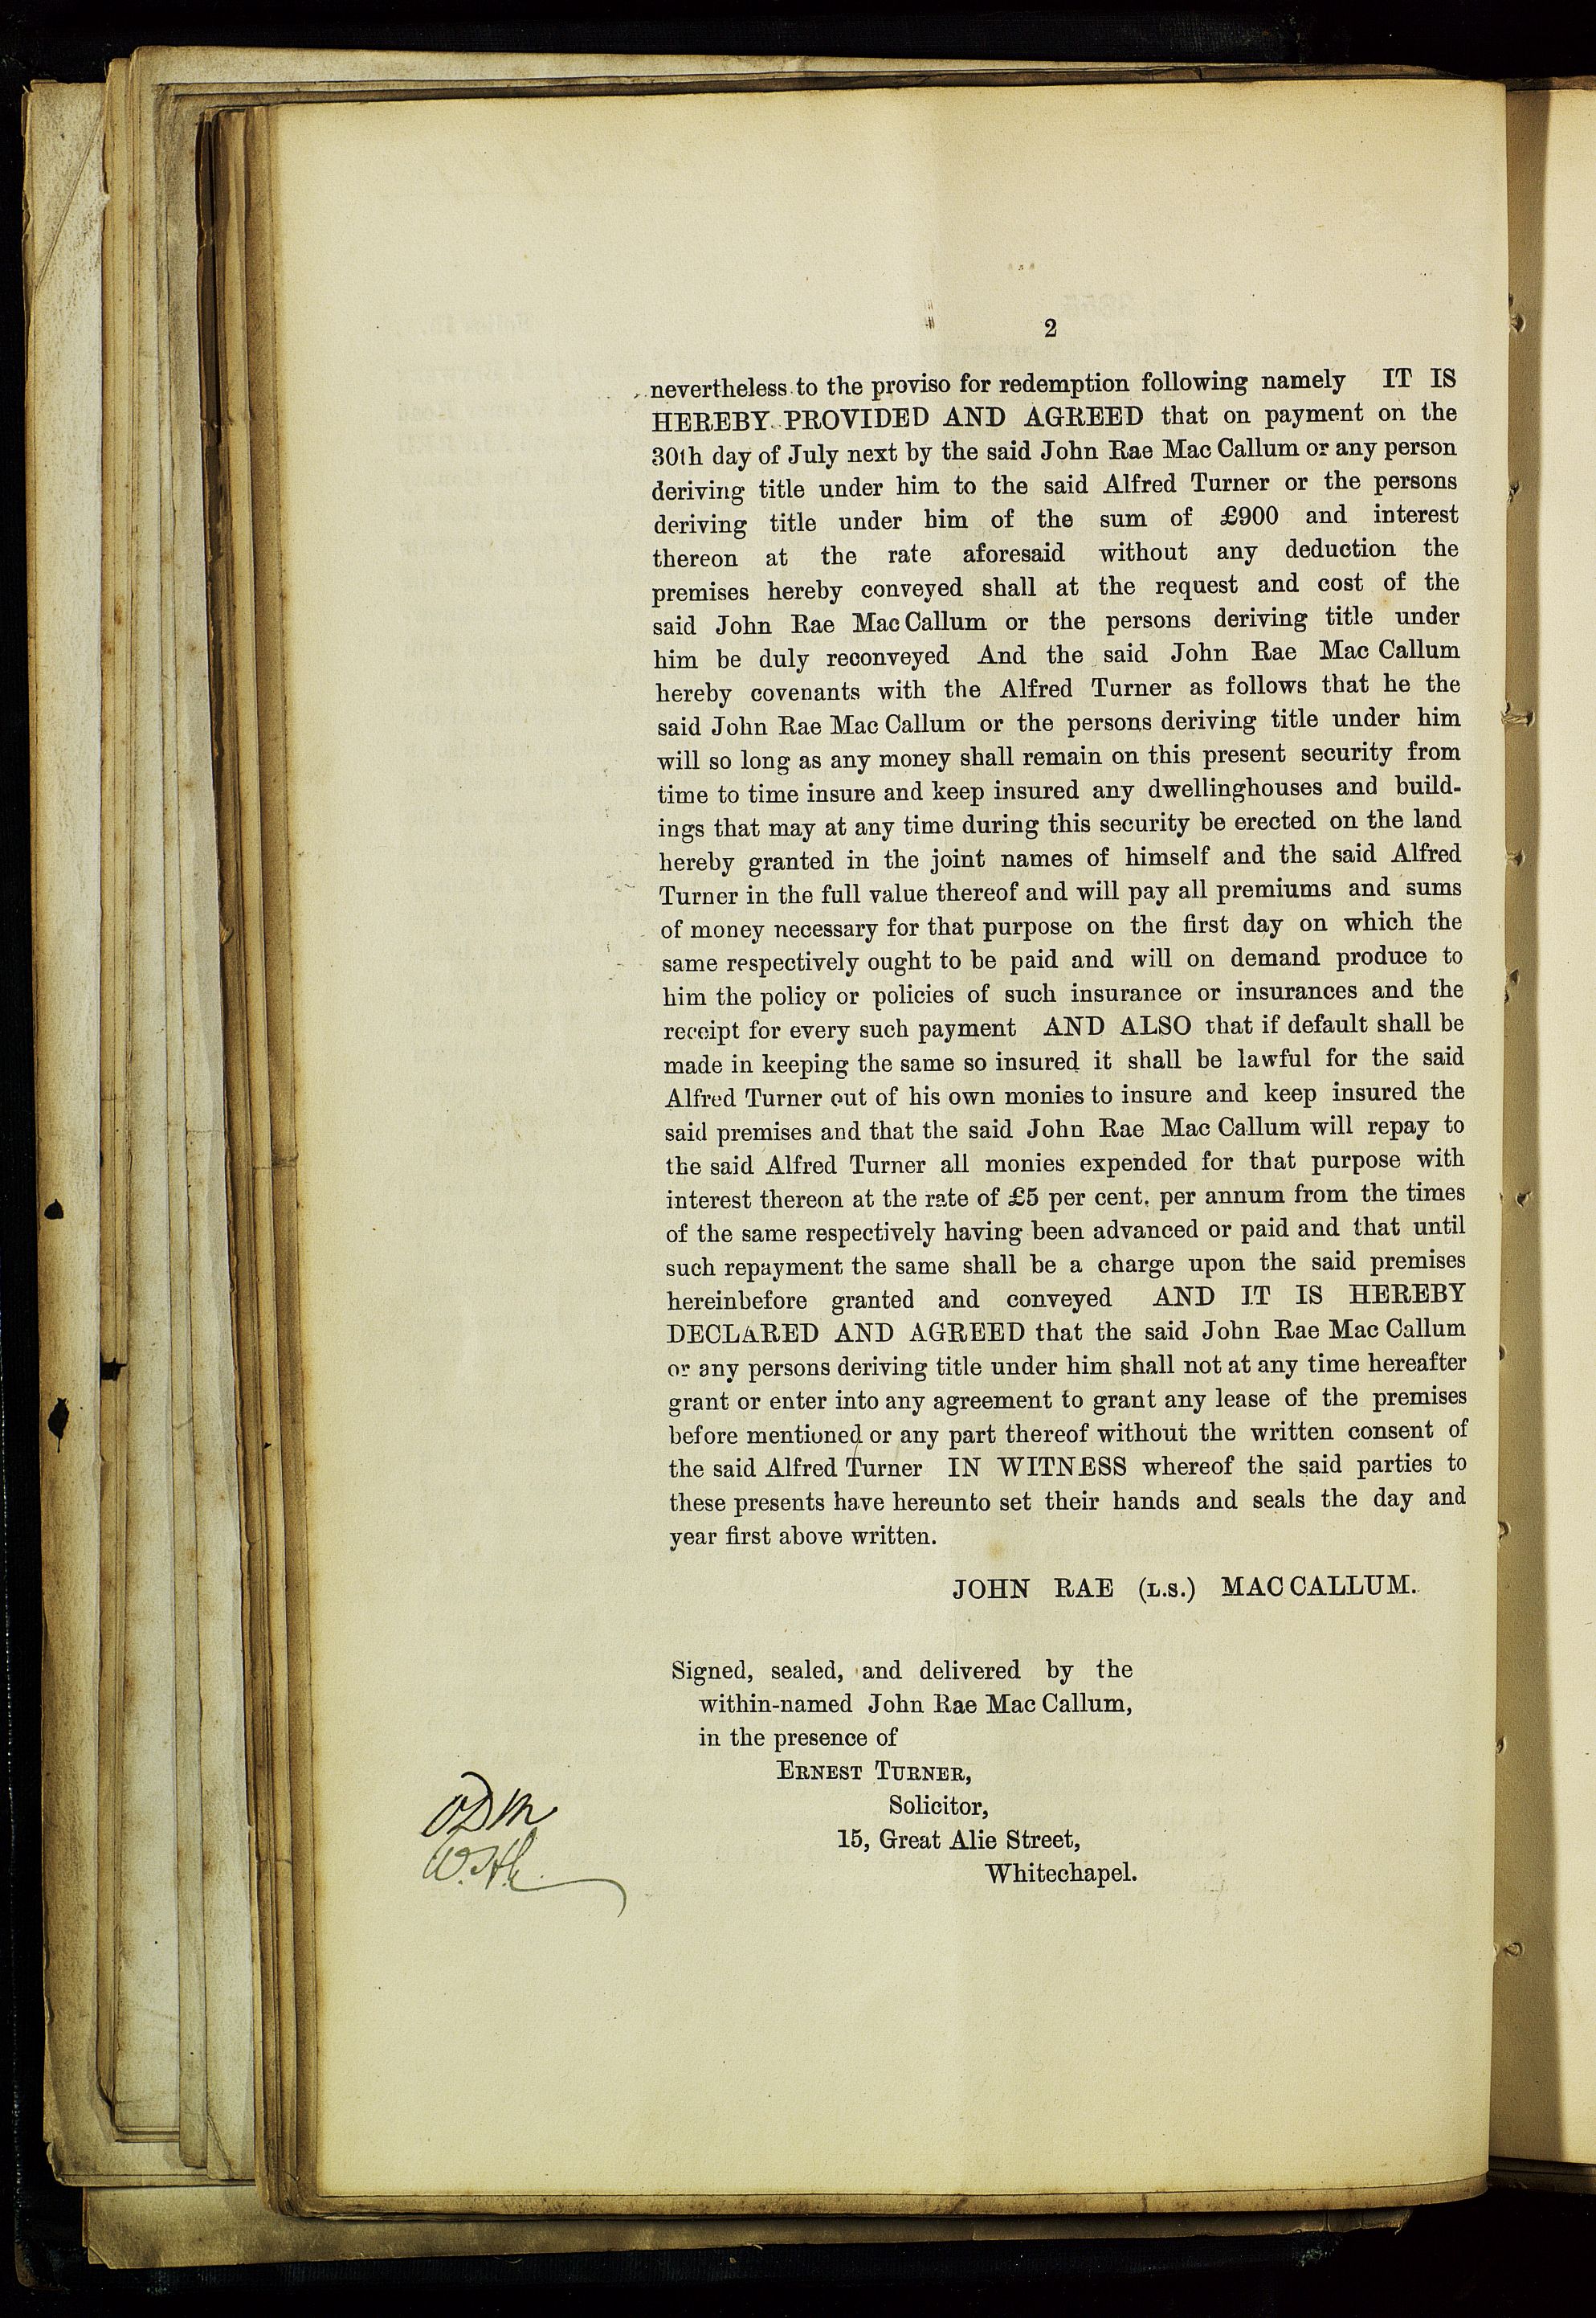 2
nevertheless to the proviso for redemption following namely IT IS
HEREBY PROVIDED AND AGREED that on payment on the
30th day of July next by the said John Rae Mac Callum or any person
deriving title under him to the said Alfred Turner or the persons
deriving title under him of the sum of £900 and interest
thereon at the rate aforesaid without any deduction the
premises hereby conveyed shall at the request and cost of the
said John Rae Mac Callum or the persons deriving title under
him be duly reconveyed And the said John Rae Mac Callum
hereby covenants with the Alfred Turner as follows that he the
said John Rae Mac Callum or the persons deriving title under him
will so long as any money shall remain on this present security from
time to time insure and keep insured any dwellinghouses and build-
ings that may at any time during this security be erected on the land
hereby granted in the joint names of himself and the said Alfred
Turner in the full value thereof and will pay all premiums and sums
of money necessary for that purpose on the first day on which the
same respectively ought to be paid and will on demand produce to
him the policy or policies of such insurance or insurances and the
receipt for every such payment AND ALSO that if default shall be
made in keeping the same so insured it shall be lawful for the said
Alfred Turner out of his own monies to insure and keep insured the
said premises and that the said John Rae Mac Callum will repay to
the said Alfred Turner all monies expended for that purpose with
interest thereon at the rate of £5 per cent. per annum from the times
of the same respectively having been advanced or paid and that until
such repayment the same shall be a charge upon the said premises
hereinbefore granted and conveyed AND IT IS HEREBY
DECLARED AND AGREED that the said John Rae Mac Callum
or any persons deriving title under him shall not at any time hereafter
grant or enter into any agreement to grant any lease of the premises
before mentioned or any part thereof without the written consent of
the said Alfred Turner IN WITNESS whereof the said parties to
these presents have hereunto set their hands and seals the day and
year first above written.
JOHN RAE (L.S.) MAC CALLUM.
Signed, sealed, and delivered by the
within-named John Rae Mac Callum,
in the presence of
ERNEST TURNER,
Solicitor,
15, Great Alie Street,
Whitechapel.